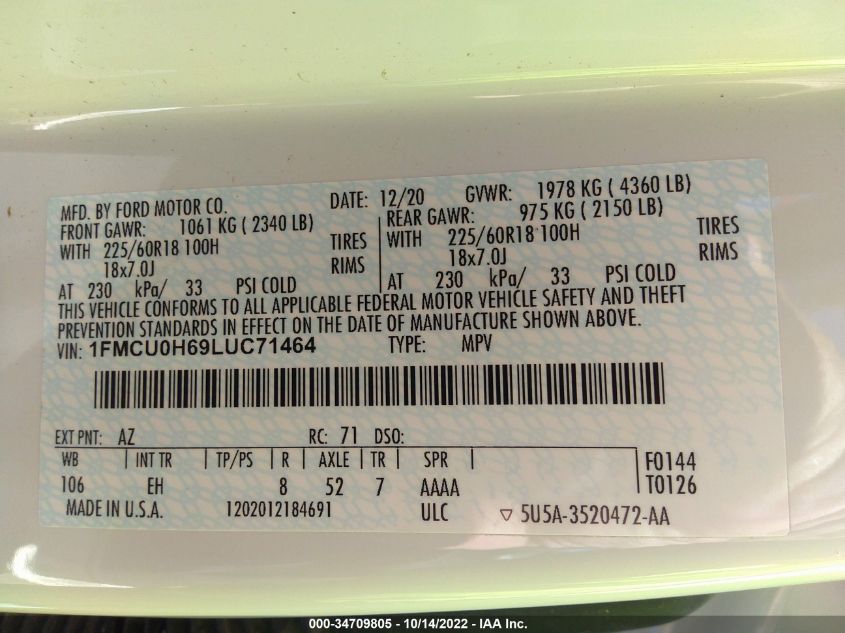 MFD. BY FORD MOTOR CO. DATE: 12/20 GVWR: 1978 KG ( 4360 LB)
FRONT GAWR: 1061 KG ( 2340 LB) REAR GAWR: 975 KG ( 2150 LB)
WITH 225/60R18 100H TIRES WITH 225/60R18 100H TIRES
18x7.0J RIMS 18x7.0J RIMS
AT 230 kPa/ 33 PSI COLD AT 230 kPa/ 33 PSI COLD
THIS VEHICLE CONFORMS TO ALL APPLICABLE FEDERAL MOTOR VEHICLE SAFETY AND THEFT
PREVENTION STANDARDS IN EFFECT ON THE DATE OF MANUFACTURE SHOWN ABOVE.
VIN: 1FMCU0H69LUC71464 TYPE: MPV
EXT PNT: AZ RC: 71 DSO:
WB INT TR TP/PS R AXLE TR SPR F0144
106 EH 8 52 7 AAAA T0126
MADE IN U.S.A. 1202012184691 ULC ▽ 5U5A-3520472-AA
000-34709805 - 10/14/2022 - IAA Inc.